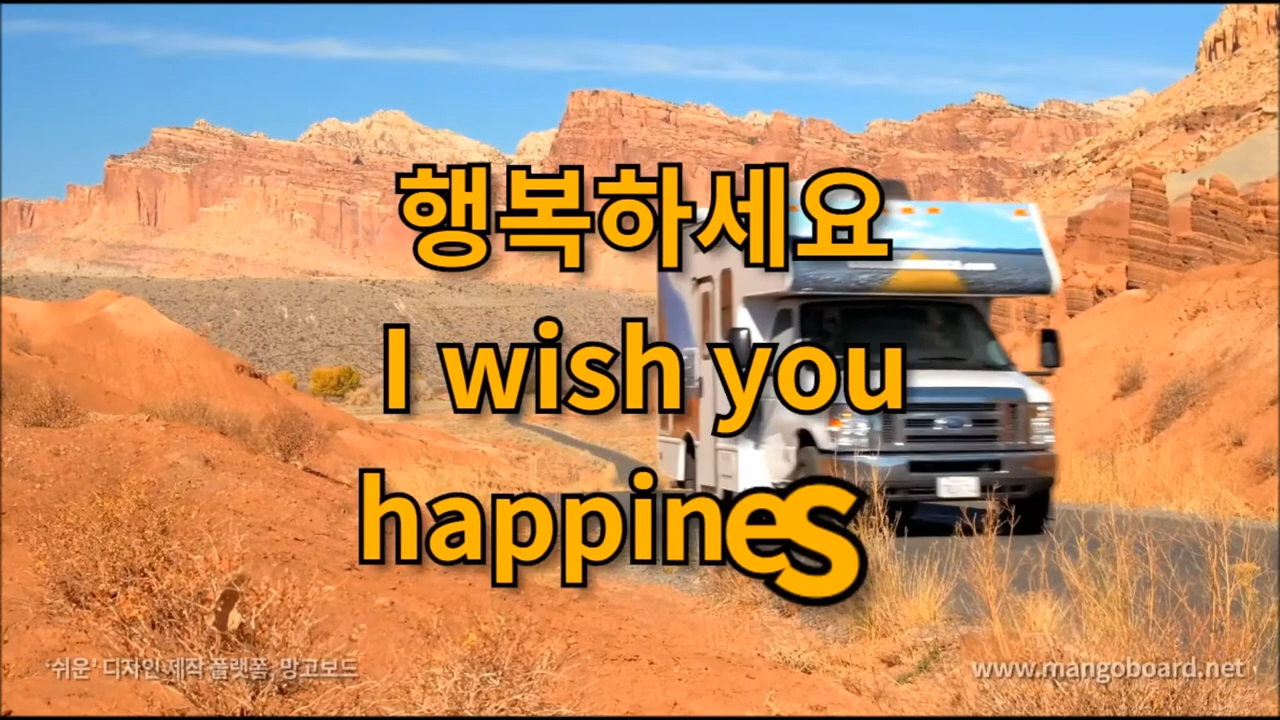 행복하세요
I wish you
happines
'쉬운' 디자인 제작 플랫폼, 망고보드
www.mangoboard.net